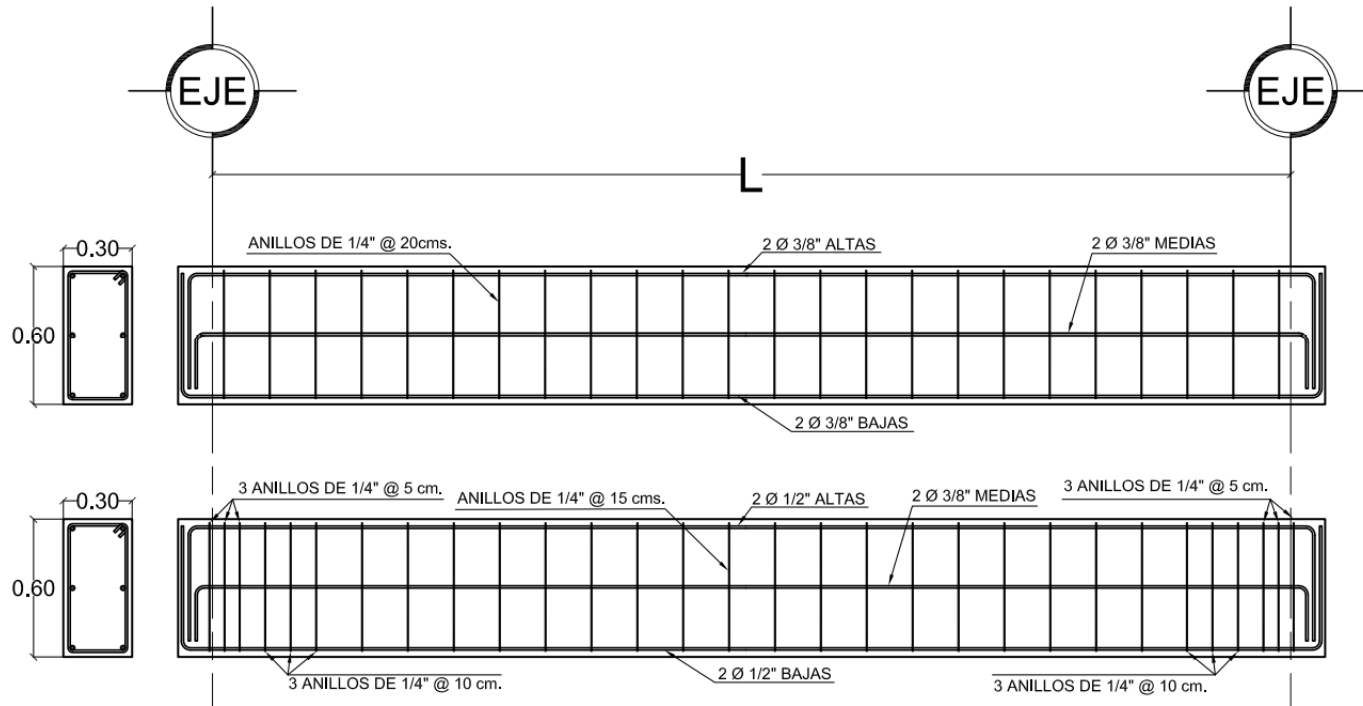 EJE
EJE
L
0.30
ANILLOS DE 1/4" @ 20cms.
2 Ø 3/8" ALTAS
2 Ø 3/8" MEDIAS
0.60
2 Ø 3/8" BAJAS
0.30
3 ANILLOS DE 1/4" @ 5 cm.
ANILLOS DE 1/4" @ 15 cms.
2 Ø 1/2" ALTAS
2 Ø 3/8" MEDIAS
3 ANILLOS DE 1/4" @ 5 cm.
0.60
3 ANILLOS DE 1/4" @ 10 cm.
2 Ø 1/2" BAJAS
3 ANILLOS DE 1/4" @ 10 cm.